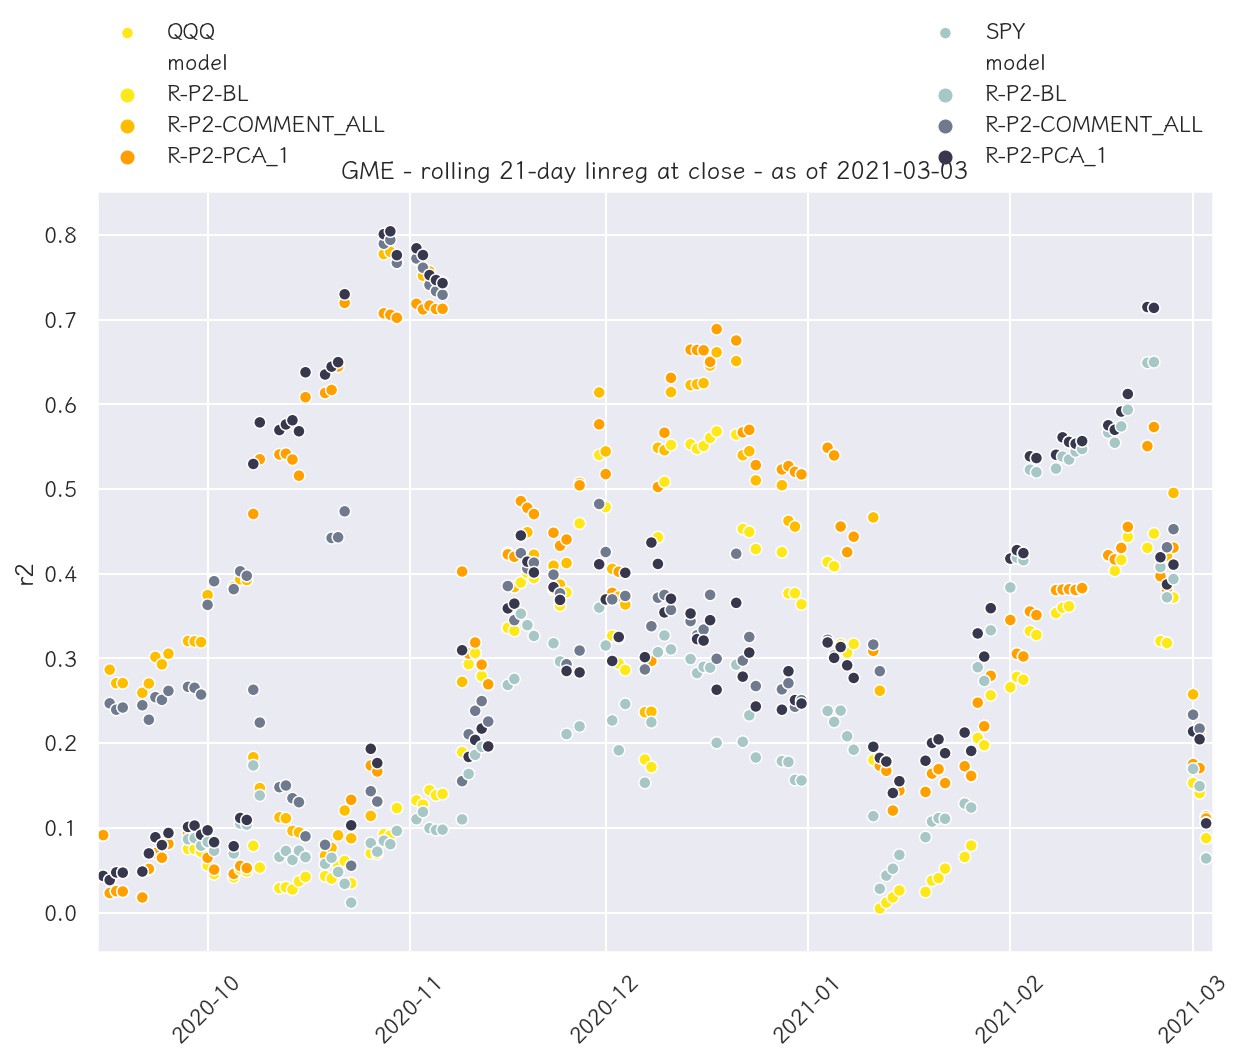 QQQ
model
R-P2-BL
R-P2-COMMENT_ALL
R-P2-PCA_1
SPY
model
R-P2-BL
R-P2-COMMENT_ALL
R-P2-PCA_1
GME - rolling 21-day linreg at close - as of 2021-03-03
0.8
0.7
0.6
0.5
0.4
0.3
0.2
0.1
0.0
r2
2020-10
2020-11
2020-12
2021-01
2021-02
2021-03